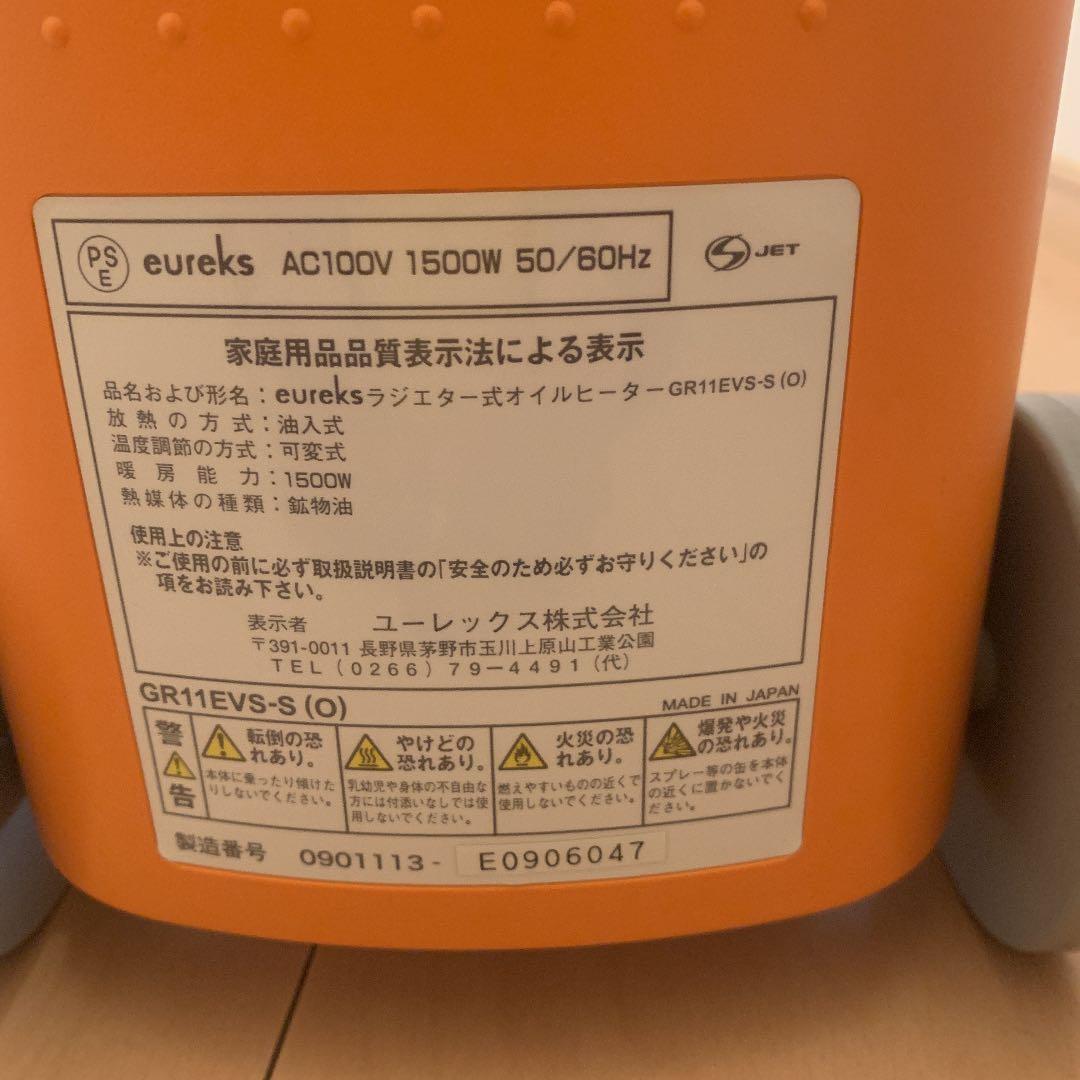 PS E eureks AC100V 1500W 50/60Hz JET
家庭用品品質表示法による表示
品名および形名：eureksラジエター式オイルヒーターGR11EVS-S (O)
放熱の方式：油入式
温度調節の方式：可変式
暖房能力：1500W
熱媒体の種類：鉱物油
使用上の注意
※ご使用の前に必ず取扱説明書の「安全のため必ずお守りください」の
項をお読み下さい。
表示者 ユーレックス株式会社
〒391-0011 長野県茅野市玉川上原山工業公園
TEL（0266）79ー4491（代）
GR11EVS-S (O) MADE IN JAPAN
警告
転倒の恐
れあり。
本体に乗ったり傾けた
りしないでください。
やけどの
恐れあり。
乳幼児や身体の不自由な
方には付添いなしでは使
用しないでください。
火災の恐
れあり。
燃えやすいものの近くで
使用しないでください。
爆発や火災
の恐れあり。
スプレー等の缶を本体
の近くに置かないでく
ださい。
製造番号 0901113 - E0906047